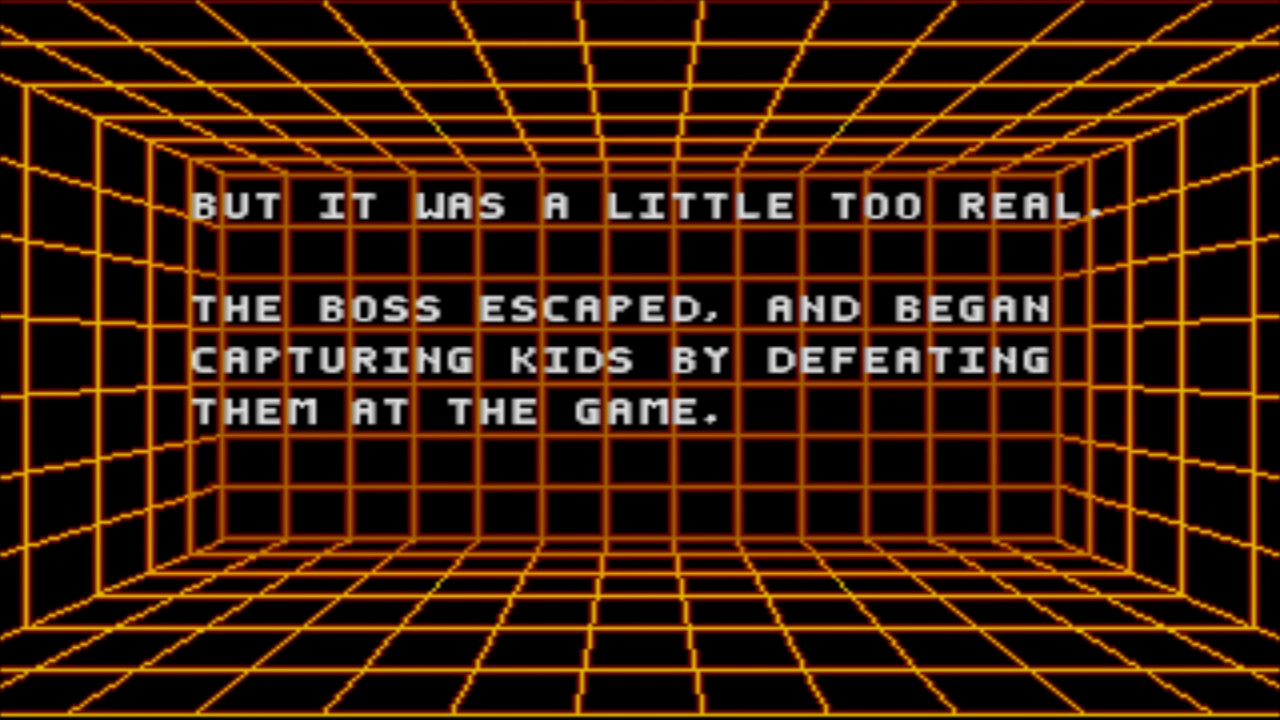 BUT IT WAS A LITTLE TOO REAL.
THE BOSS ESCAPED, AND BEGAN
CAPTURING KIDS BY DEFEATING
THEM AT THE GAME.